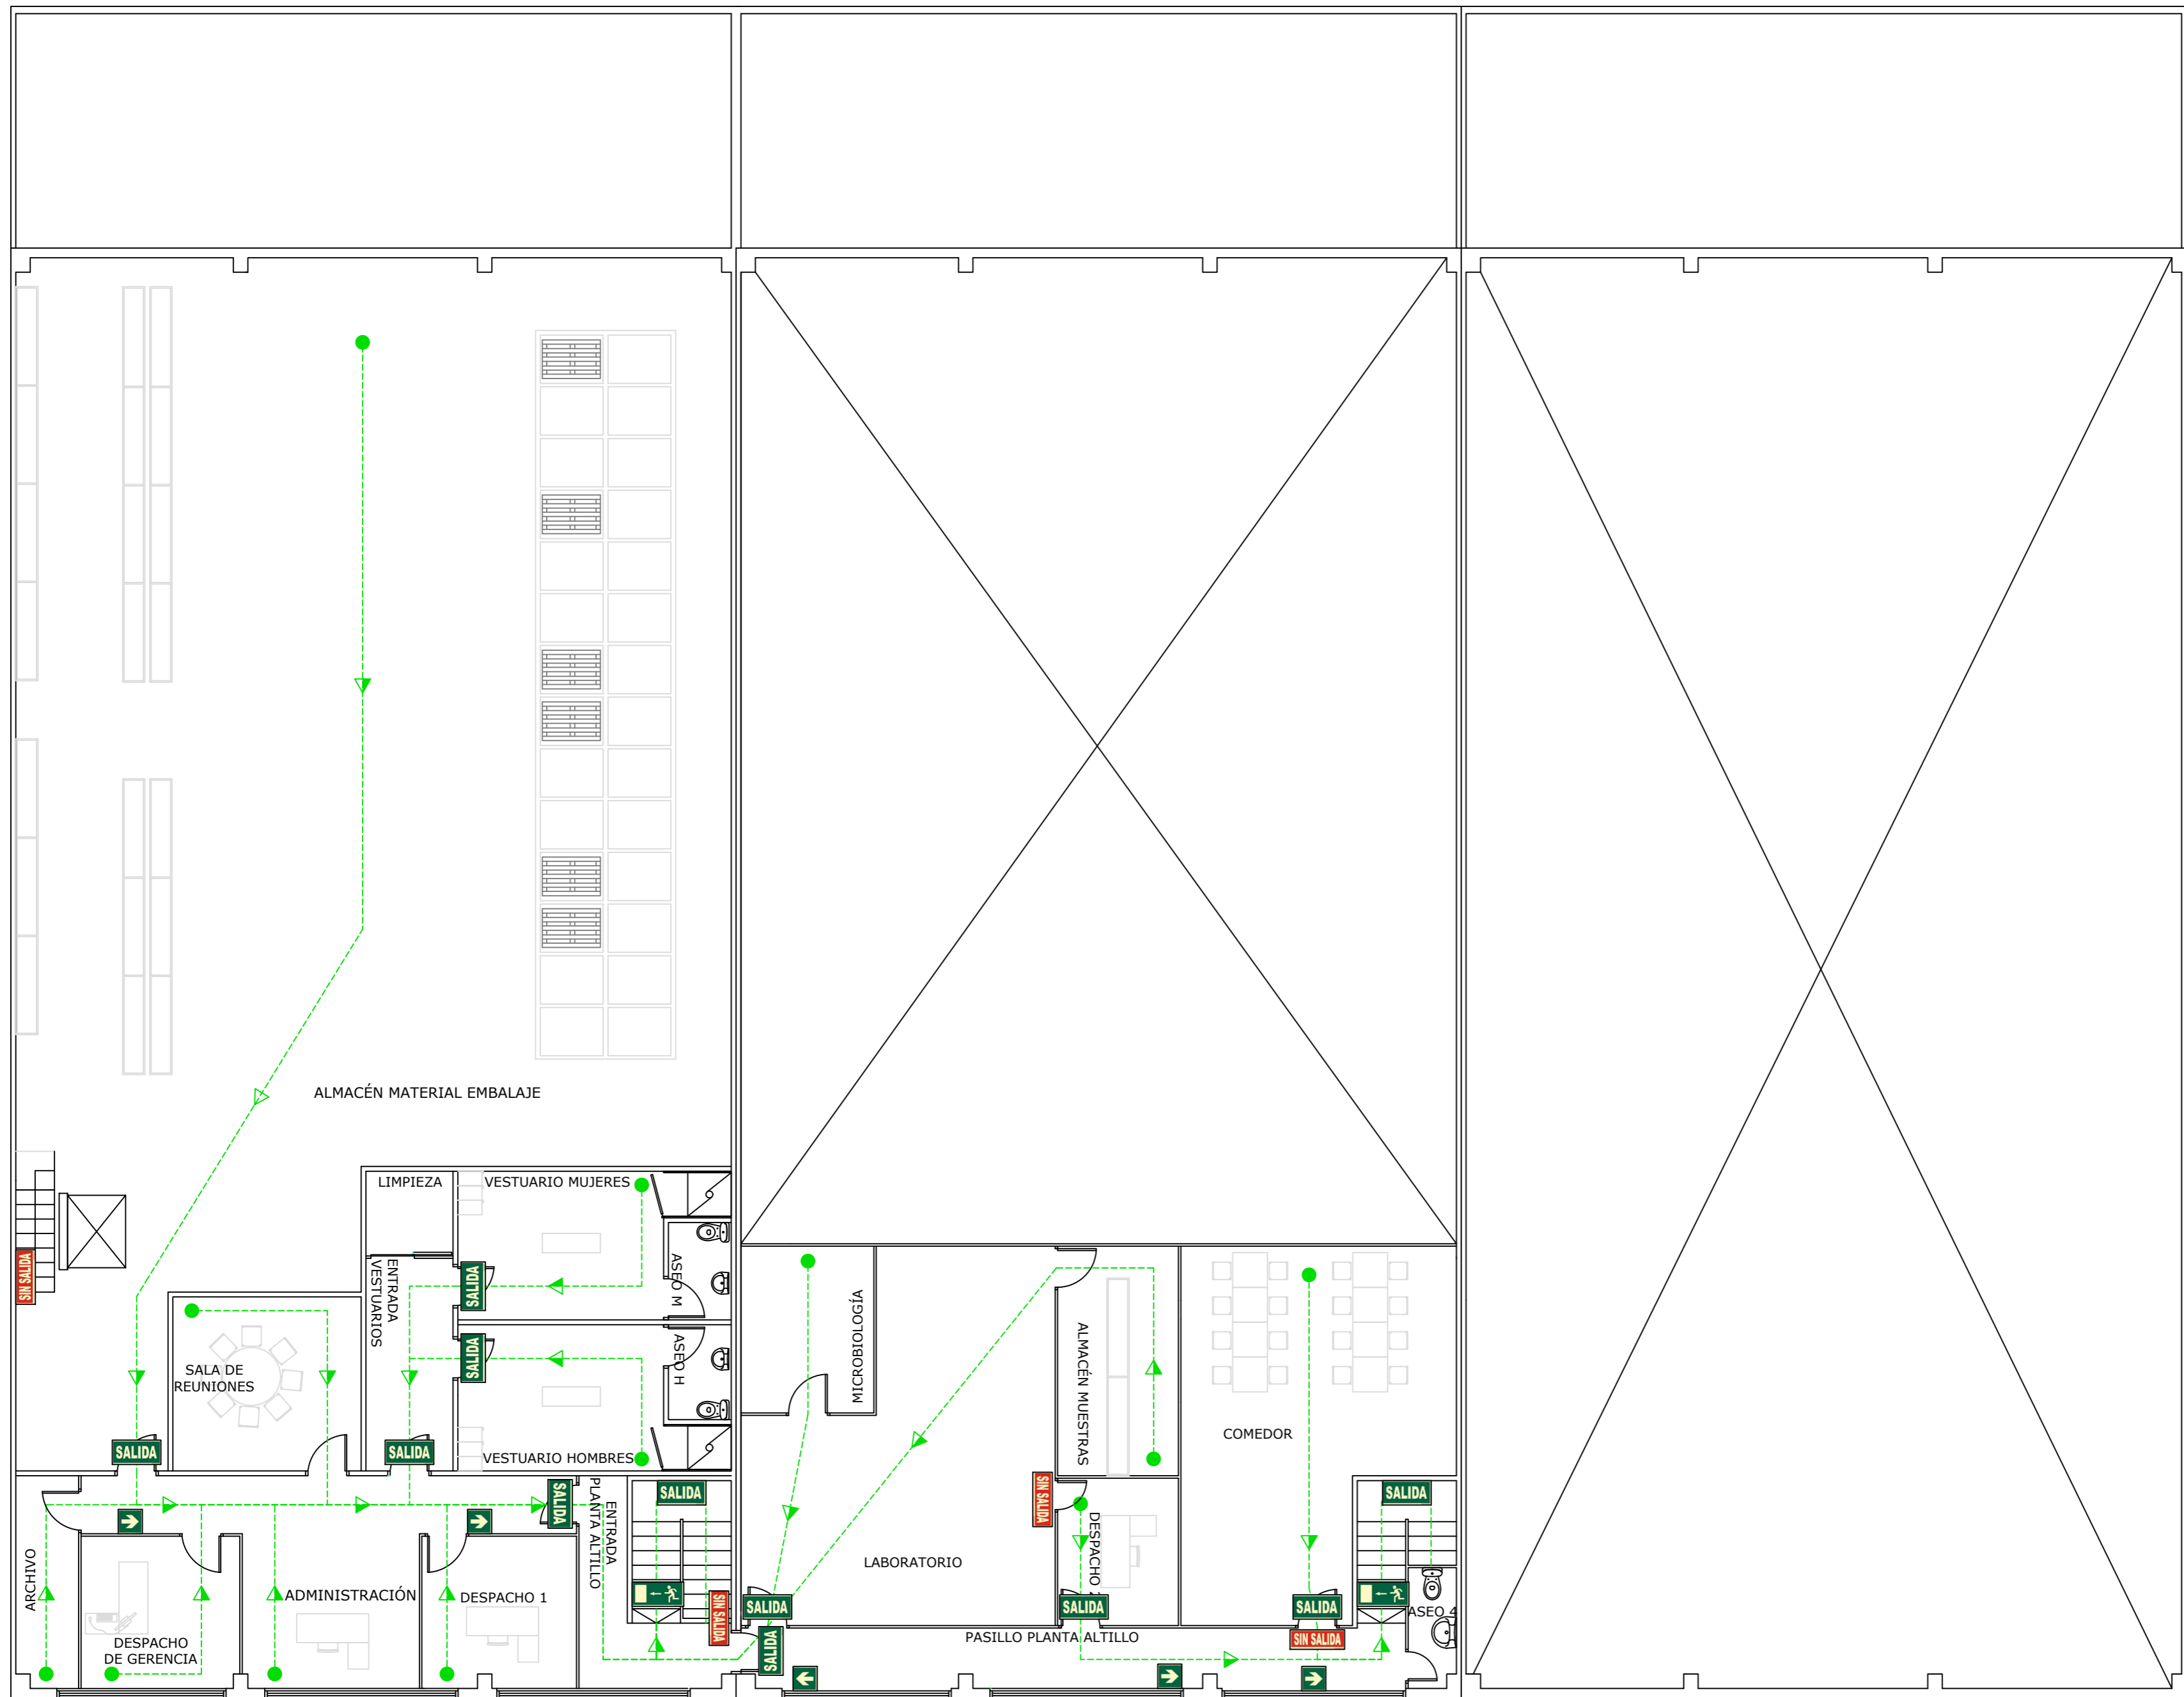 ALMACÉN MATERIAL EMBALAJE
LIMPIEZA
VESTUARIO MUJERES
SIN SALIDA
ENTRADA
VESTUARIOS
SALIDA
ASEO M
MICROBIOLOGÍA
ALMACÉN MUESTRAS
SALA DE
REUNIONES
SALIDA
ASEO H
COMEDOR
SALIDA
SALIDA
VESTUARIO HOMBRES
SALIDA
ENTRADA
PLANTA ALTILLO
SALIDA
SIN SALIDA
SALIDA
ARCHIVO
ADMINISTRACIÓN
DESPACHO 1
LABORATORIO
DESPACHO 2
SIN SALIDA
SALIDA
SALIDA
SALIDA
ASEO 4
DESPACHO
DE GERENCIA
SALIDA
PASILLO PLANTA ALTILLO
SIN SALIDA